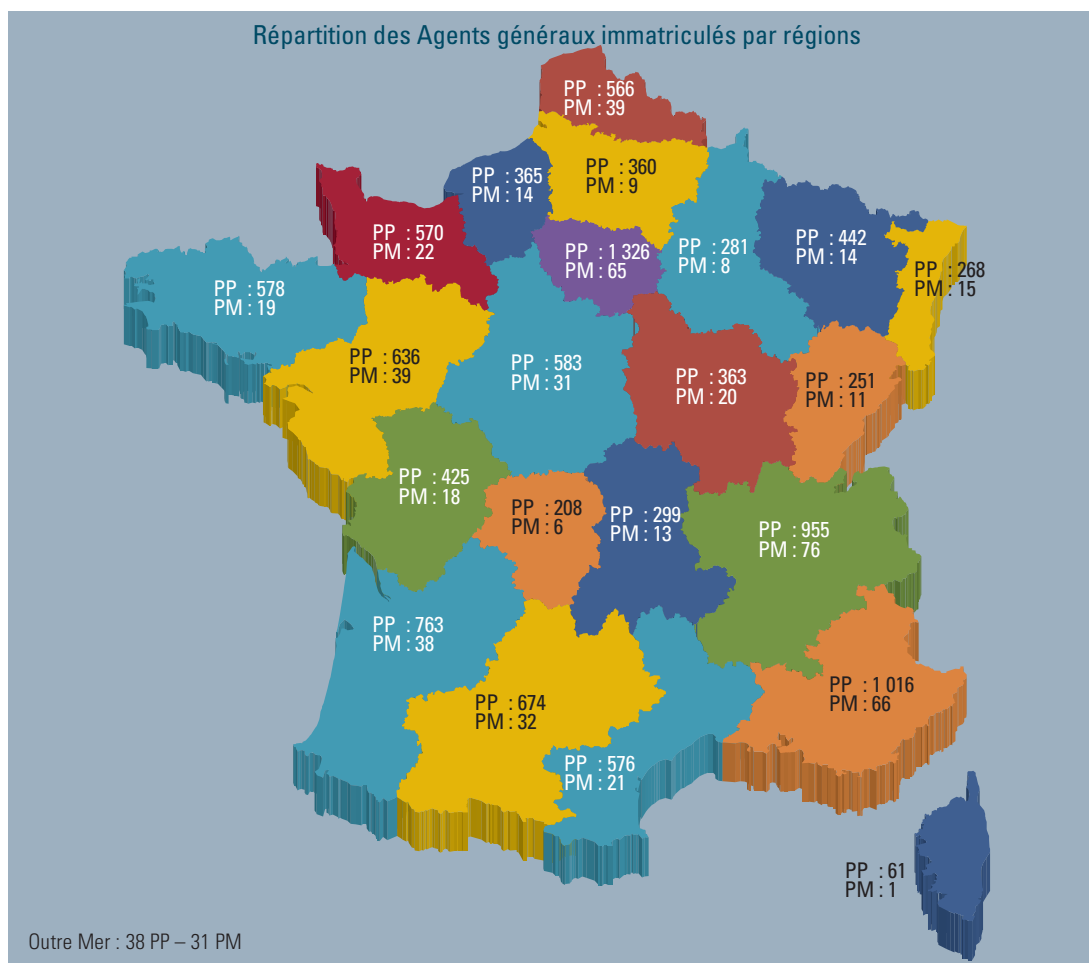 Répartition des Agents généraux immatriculés par régions
PP : 566
PM : 39
PP : 365
PM : 14
PP : 360
PM : 9
PP : 570
PM : 22
PP : 1 326
PM : 65
PP : 281
PM : 8
PP : 442
PM : 14
PP : 268
PM : 15
PP : 578
PM : 19
PP : 636
PM : 39
PP : 583
PM : 31
PP : 363
PM : 20
PP : 251
PM : 11
PP : 425
PM : 18
PP : 208
PM : 6
PP : 299
PM : 13
PP : 955
PM : 76
PP : 763
PM : 38
PP : 674
PM : 32
PP : 576
PM : 21
PP : 1 016
PM : 66
PP : 61
PM : 1
Outre Mer : 38 PP – 31 PM